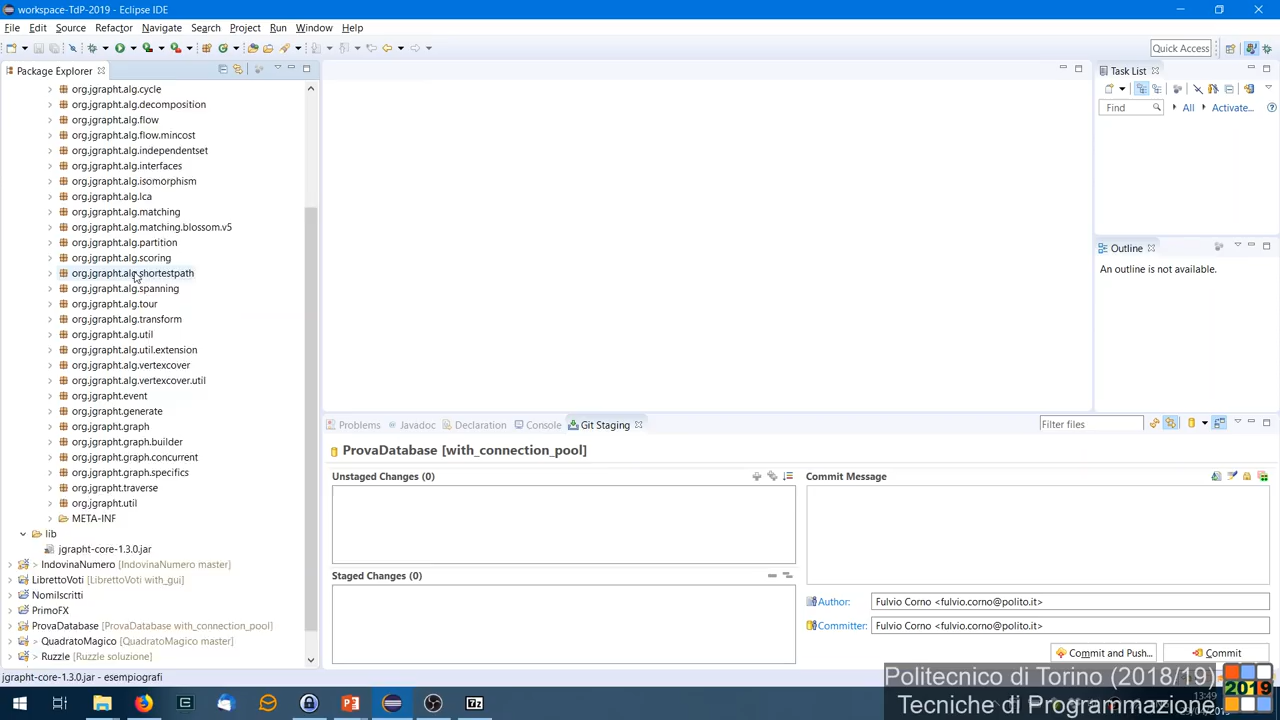 workspace-TdP-2019 - Eclipse IDE
File Edit Source Refactor Navigate Search Project Run Window Help
Quick Access
Package Explorer
org.jgrapht.alg.cycle
org.jgrapht.alg.decomposition
org.jgrapht.alg.flow
org.jgrapht.alg.flow.mincost
org.jgrapht.alg.independentset
org.jgrapht.alg.interfaces
org.jgrapht.alg.isomorphism
org.jgrapht.alg.lca
org.jgrapht.alg.matching
org.jgrapht.alg.matching.blossom.v5
org.jgrapht.alg.partition
org.jgrapht.alg.scoring
org.jgrapht.alg.shortestpath
org.jgrapht.alg.spanning
org.jgrapht.alg.tour
org.jgrapht.alg.transform
org.jgrapht.alg.util
org.jgrapht.alg.util.extension
org.jgrapht.alg.vertexcover
org.jgrapht.alg.vertexcover.util
org.jgrapht.event
org.jgrapht.generate
org.jgrapht.graph
org.jgrapht.graph.builder
org.jgrapht.graph.concurrent
org.jgrapht.graph.specifics
org.jgrapht.traverse
org.jgrapht.util
META-INF
lib
jgrapht-core-1.3.0.jar
> IndovinaNumero [IndovinaNumero master]
LibrettoVoti [LibrettoVoti with_gui]
NomiIscritti
PrimoFX
ProvaDatabase [ProvaDatabase with_connection_pool]
> QuadratoMagico [QuadratoMagico master]
> Ruzzle [Ruzzle soluzione]
Task List
Find All Activate...
Outline
An outline is not available.
Problems Javadoc Declaration Console Git Staging
Filter files
ProvaDatabase [with_connection_pool]
Unstaged Changes (0)
Staged Changes (0)
Commit Message
Author: Fulvio Corno <fulvio.corno@polito.it>
Committer: Fulvio Corno <fulvio.corno@polito.it>
Commit and Push... Commit
jgrapht-core-1.3.0.jar - esempiografi
Politecnico di Torino (2018/19)
Tecniche di Programmazione
2019
13:49